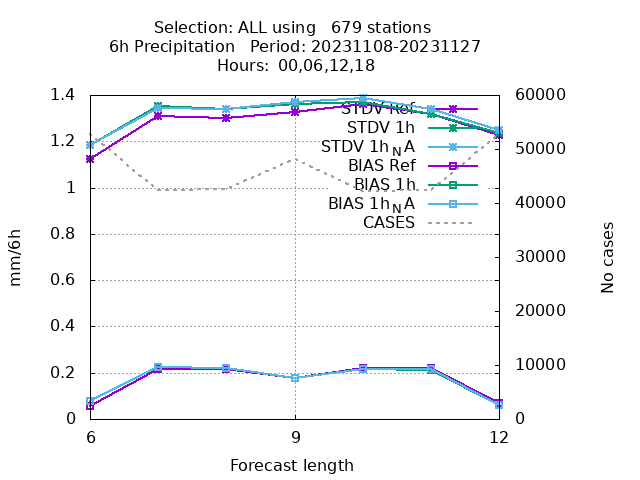 Selection: ALL using   679 stations
6h Precipitation   Period: 20231108-20231127
Hours: 00,06,12,18
1.4
1.2
1
0.8
0.6
0.4
0.2
0
60000
50000
40000
30000
20000
10000
0
STDV Ref
STDV 1h
STDV 1h_NA
BIAS Ref
BIAS 1h
BIAS 1h_NA
CASES
mm/6h
No cases
6
9
12
Forecast length